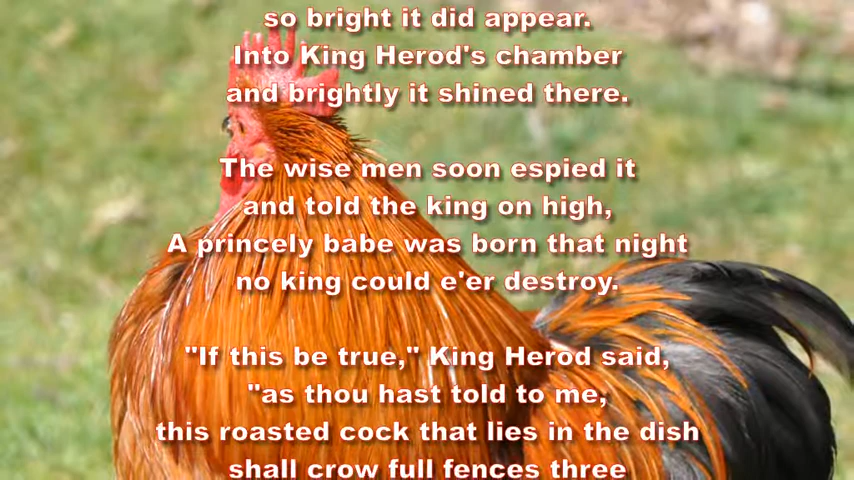 so bright it did appear.
Into King Herod's chamber
and brightly it shined there.
The wise men soon espied it
and told the king on high,
A princely babe was born that night
no king could e'er destroy.
"If this be true," King Herod said,
"as thou hast told to me,
this roasted cock that lies in the dish
shall crow full fences three